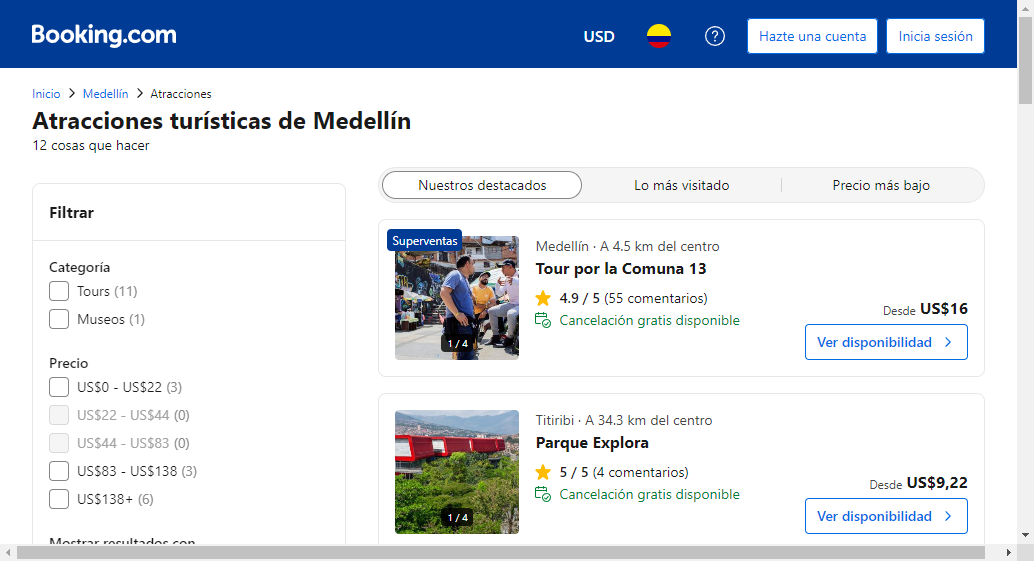 Booking.com
USD
Hazte una cuenta
Inicia sesión
Inicio > Medellín > Atracciones
Atracciones turísticas de Medellín
12 cosas que hacer
Filtrar
Categoría
Tours (11)
Museos (1)
Precio
US$0 - US$22 (3)
US$22 - US$44 (0)
US$44 - US$83 (0)
US$83 - US$138 (3)
US$138+ (6)
Mostrar resultados con
Nuestros destacados
Lo más visitado
Precio más bajo
Superventas
1 / 4
Medellín · A 4.5 km del centro
Tour por la Comuna 13
4.9 / 5 (55 comentarios)
Cancelación gratis disponible
Desde US$16
Ver disponibilidad
1 / 4
Titiribi · A 34.3 km del centro
Parque Explora
5 / 5 (4 comentarios)
Cancelación gratis disponible
Desde US$9,22
Ver disponibilidad